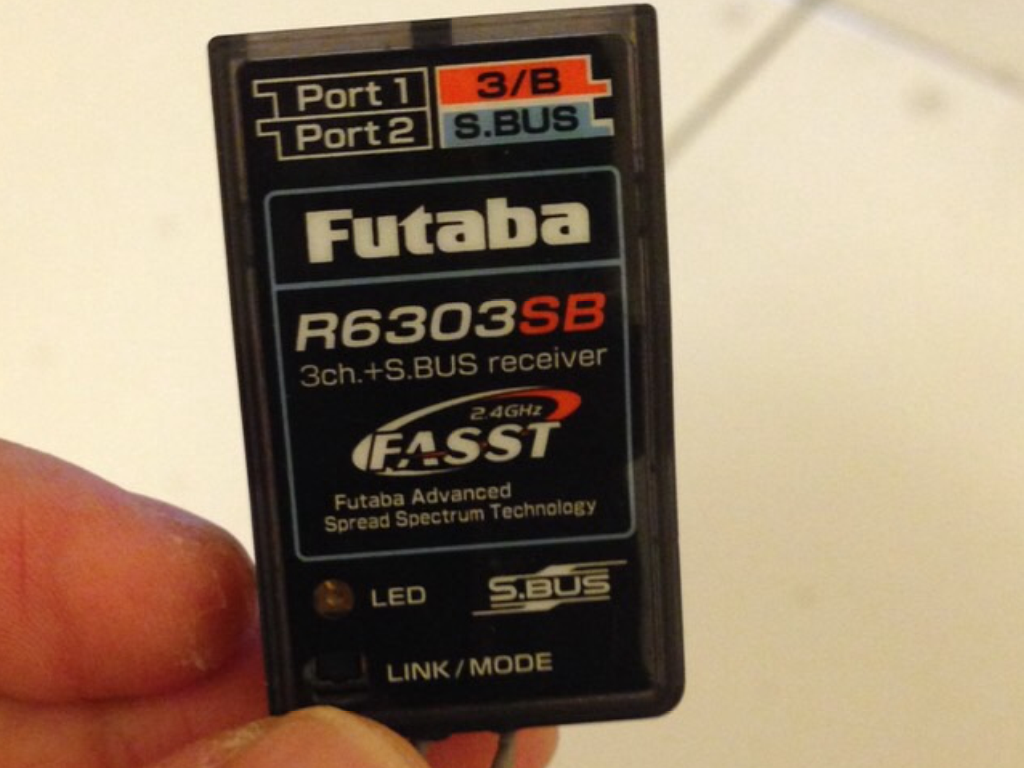 Port 1 3/B
Port 2 S.BUS
Futaba
R6303SB
3ch.+S.BUS receiver
2.4GHz
FASST
Futaba Advanced
Spread Spectrum Technology
LED S.BUS
LINK / MODE